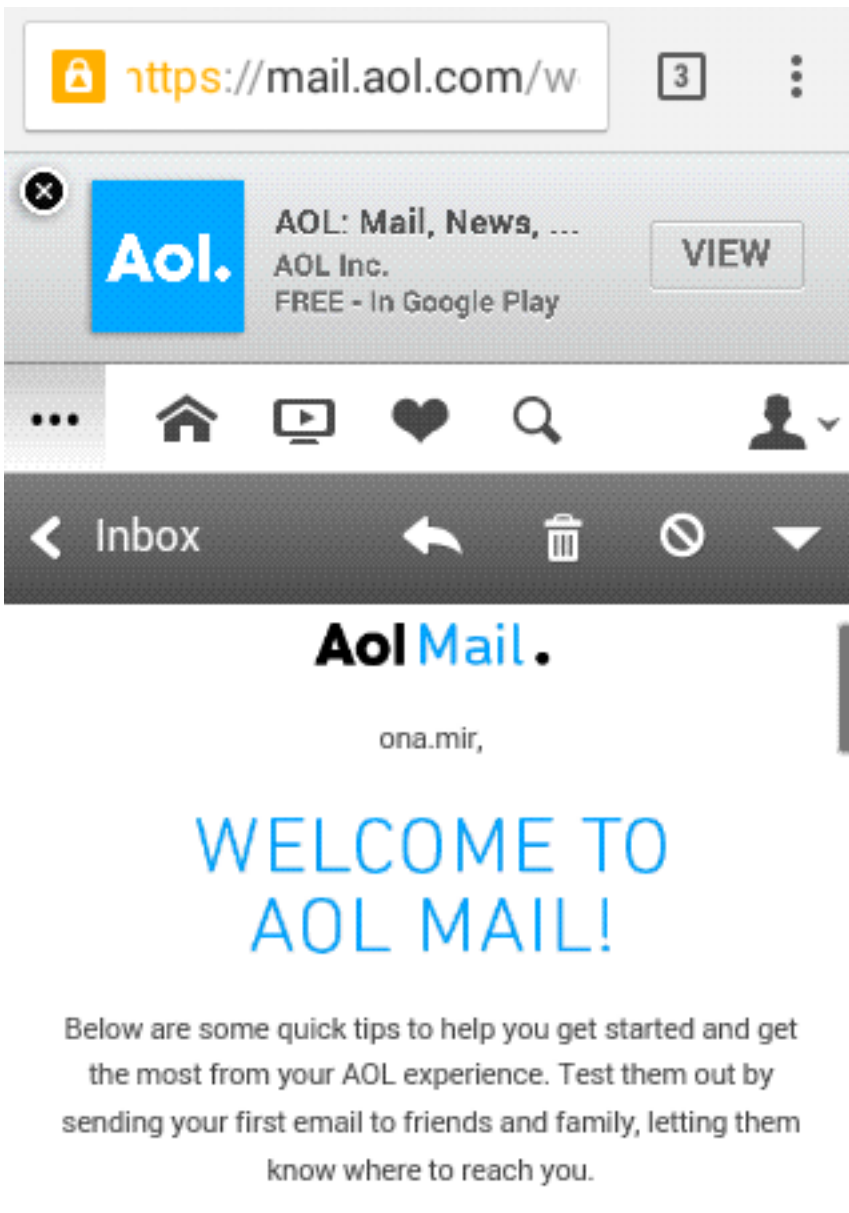 https://mail.aol.com/w
3
Aol.
AOL: Mail, News, ...
AOL Inc.
FREE - In Google Play
VIEW
Inbox
Aol Mail.
ona.mir,
WELCOME TO
AOL MAIL!
Below are some quick tips to help you get started and get
the most from your AOL experience. Test them out by
sending your first email to friends and family, letting them
know where to reach you.